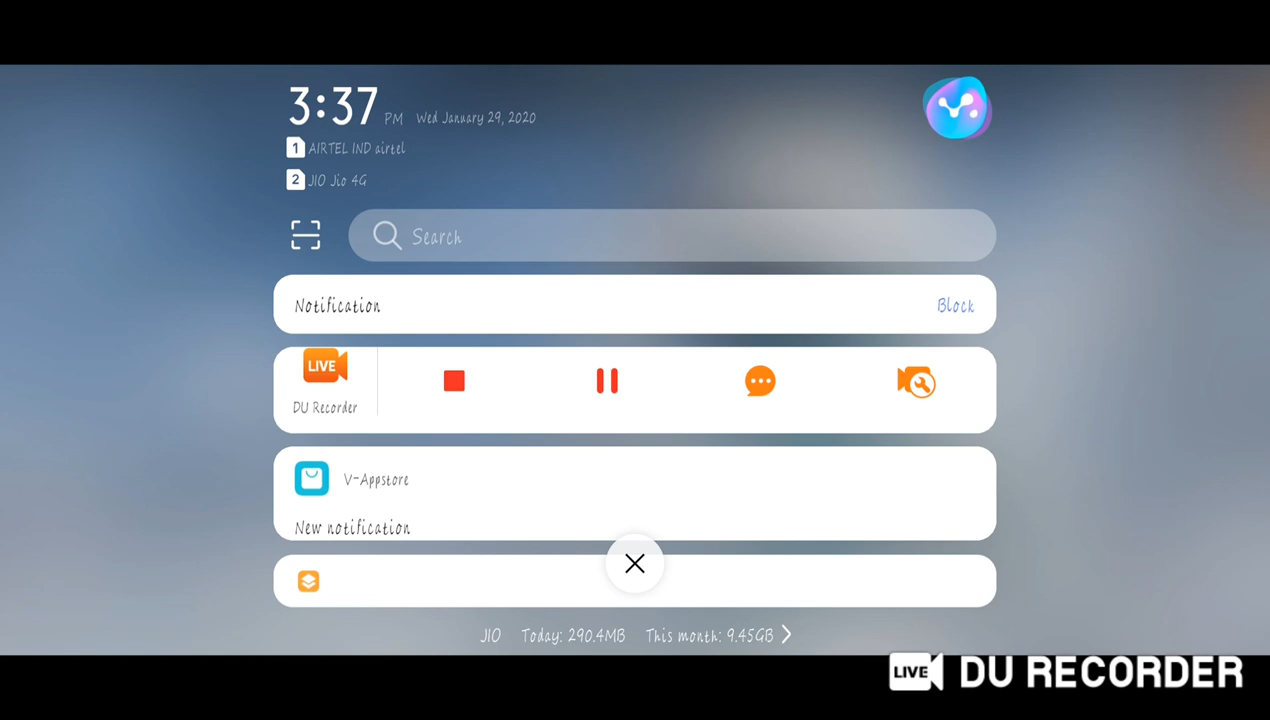 3:37 PM Wed January 29, 2020
1 AIRTEL IND airtel
2 JIO Jio 4G
Search
Notification Block
LIVE
DU Recorder
V-Appstore
New notification
JIO Today: 290.4MB This month: 9.45GB
LIVE DU RECORDER